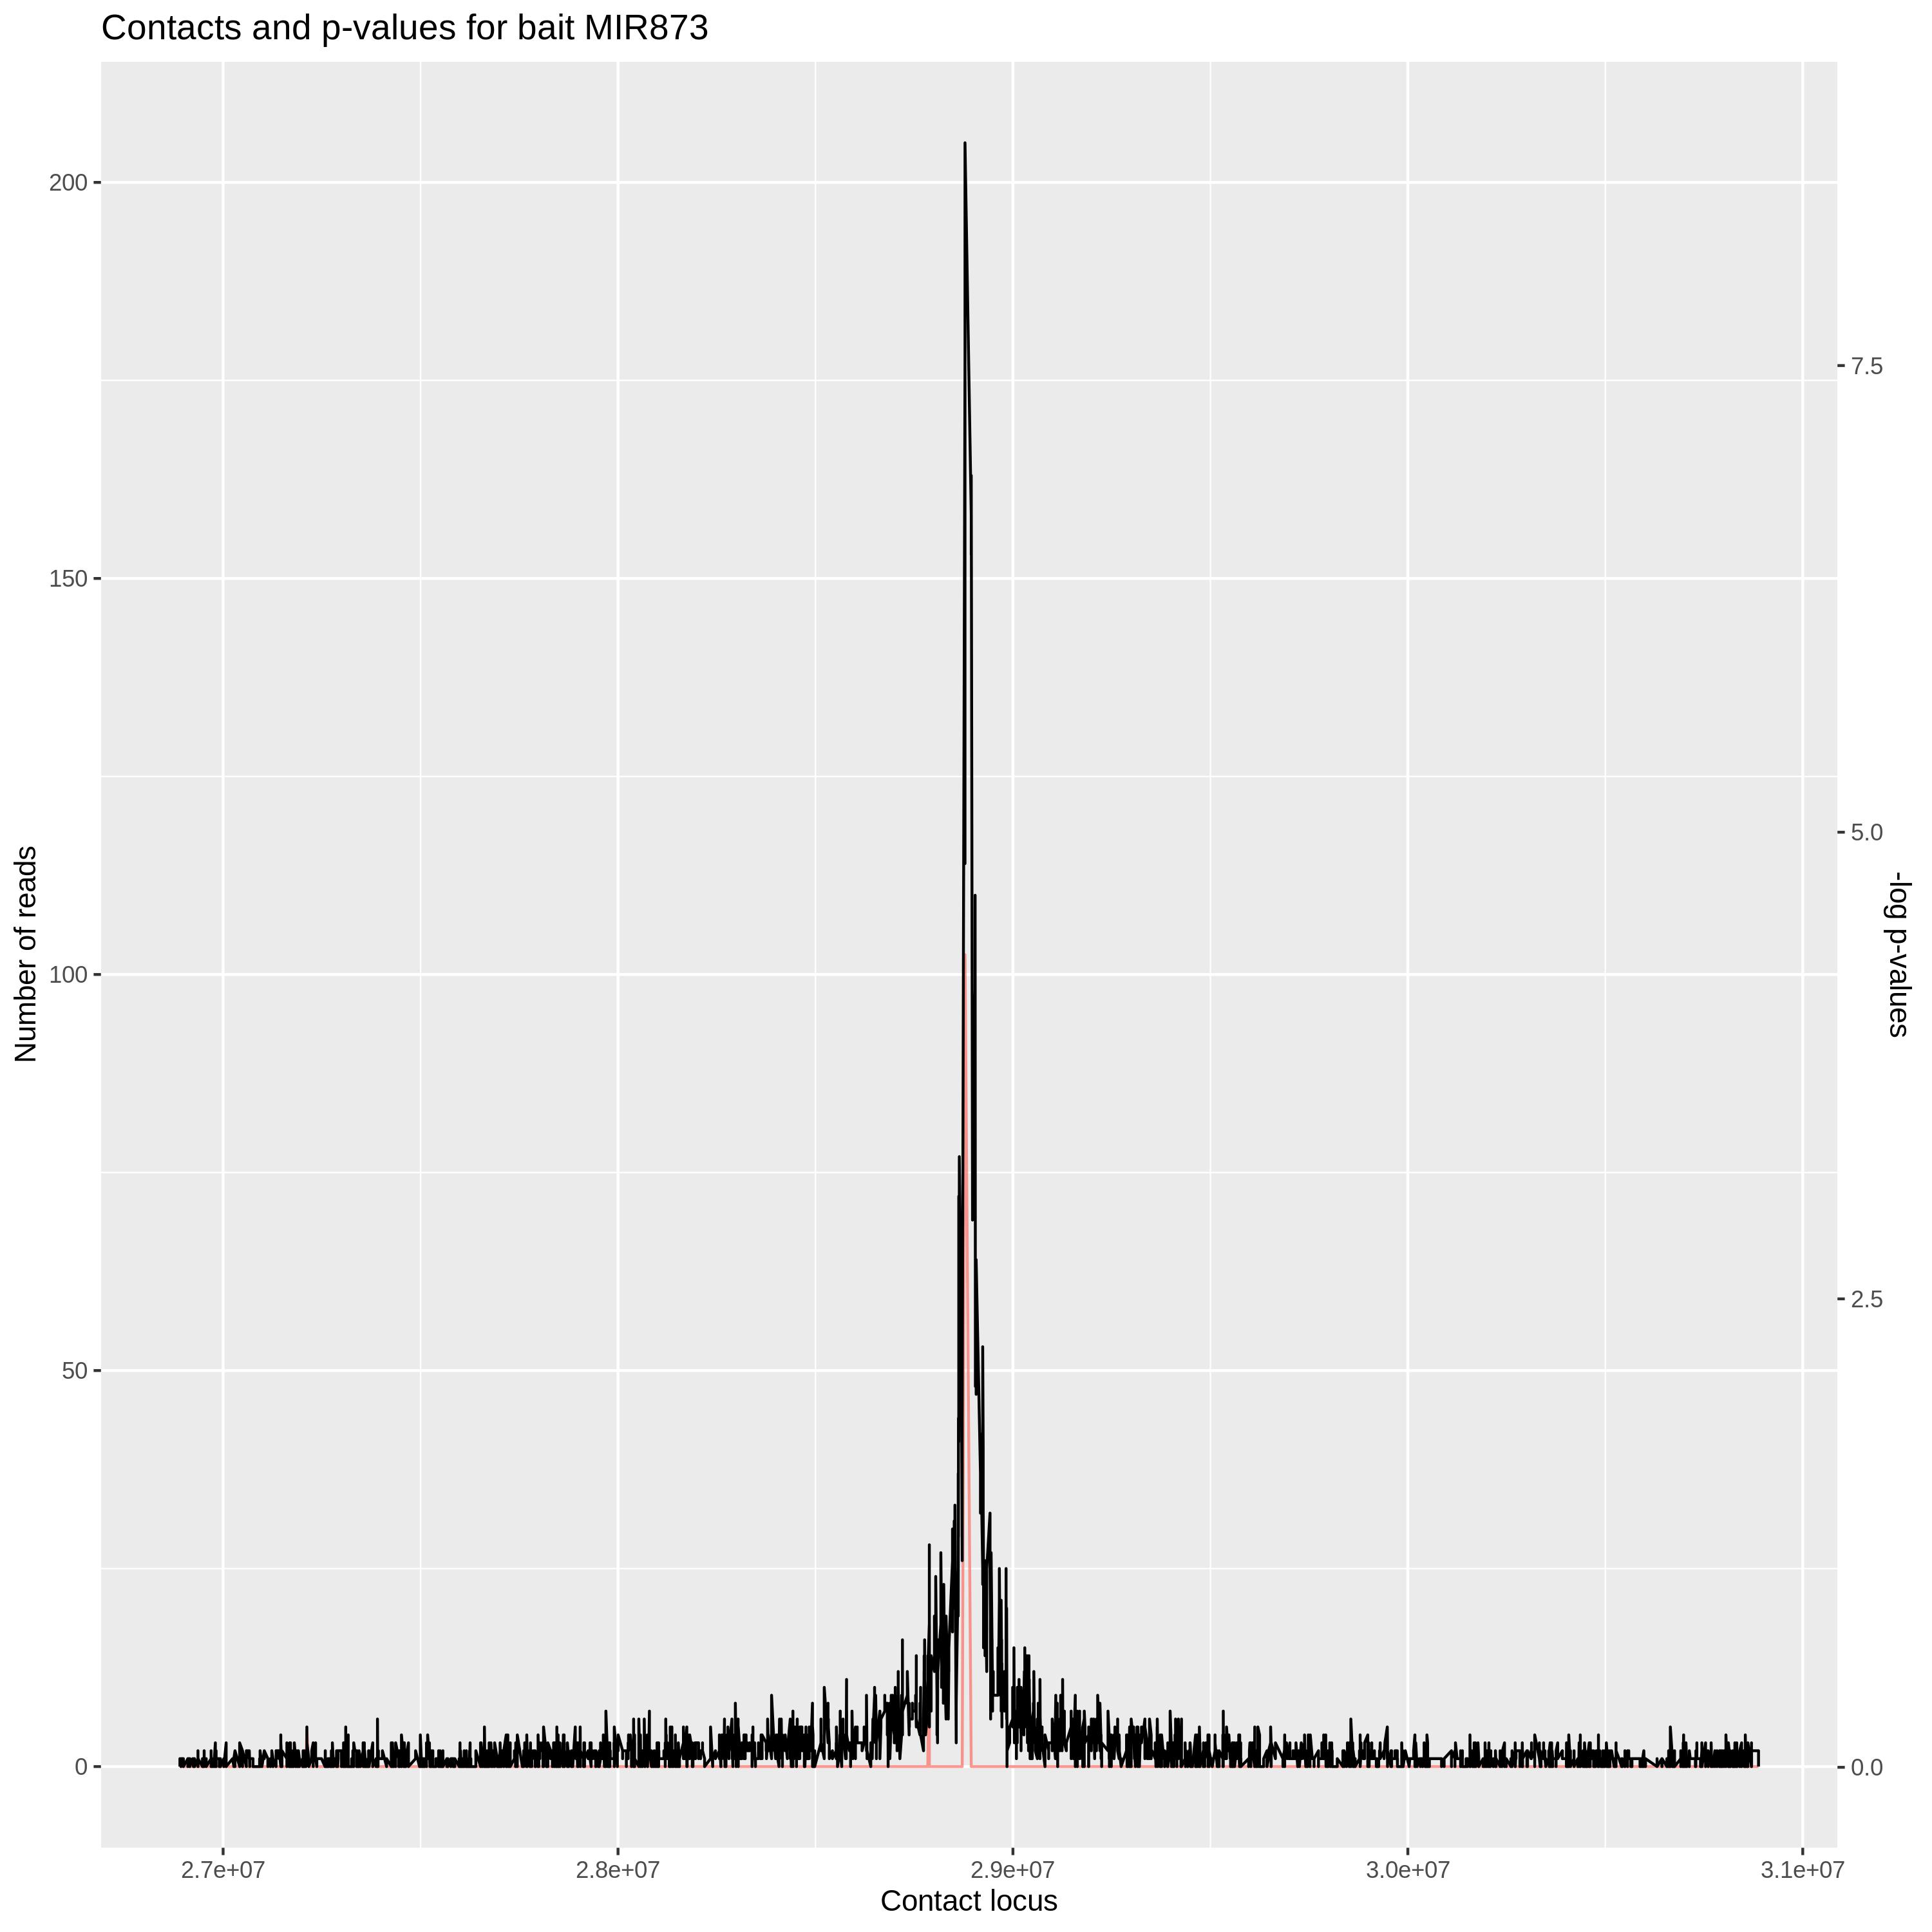 Contacts and p-values for bait MIR873
Number of reads
200
150
100
50
0
7.5
5.0
2.5
0.0
-log p-values
2.7e+07 2.8e+07 2.9e+07 3.0e+07 3.1e+07
Contact locus